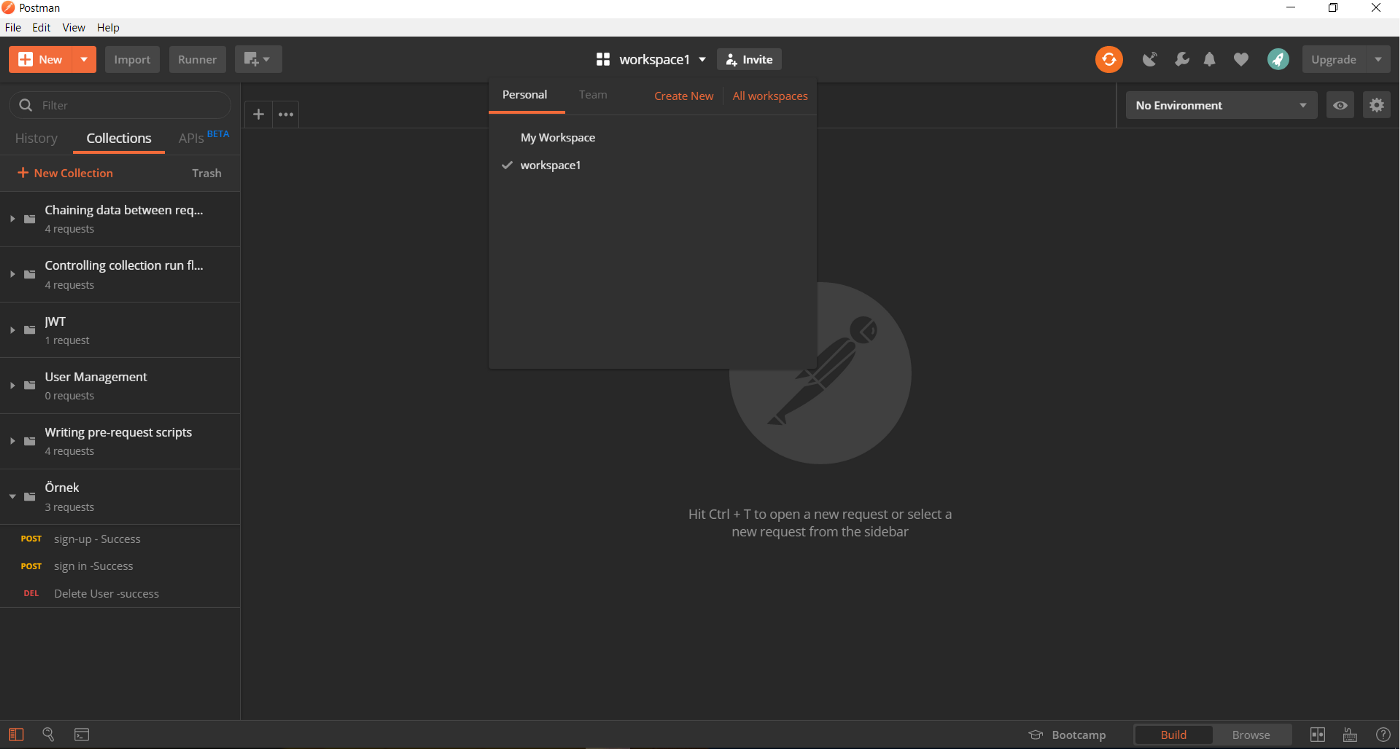 Postman
File Edit View Help
New Import Runner workspace1 Invite Upgrade
Filter
History Collections APIs BETA
New Collection Trash
Chaining data between req...
4 requests
Controlling collection run fl...
4 requests
JWT
1 request
User Management
0 requests
Writing pre-request scripts
4 requests
Örnek
3 requests
POST sign-up - Success
POST sign in -Success
DEL Delete User -success
Personal Team Create New All workspaces
My Workspace
workspace1
No Environment
Hit Ctrl + T to open a new request or select a
new request from the sidebar
Bootcamp Build Browse